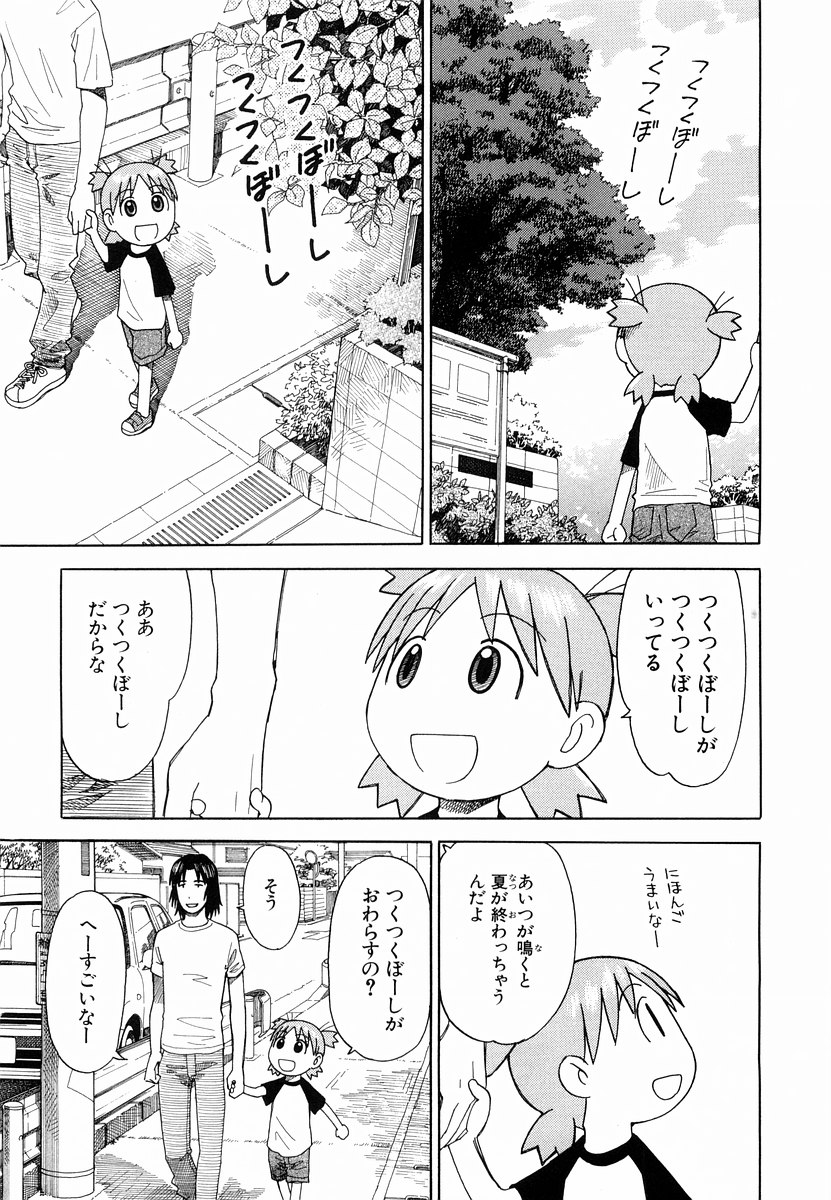 つくつくぼーし
つくつくぼーし
つくつくぼーし
つくつくぼーし
つくつくぼーしが
つくつくぼーし
いってる
ああ
つくつくぼーし
だからな
にほんご
うまいなー
あいつが鳴くと
夏が終わっちゃう
んだよ
つくつくぼーしが
おわらすの？
そう
へーすごいなー